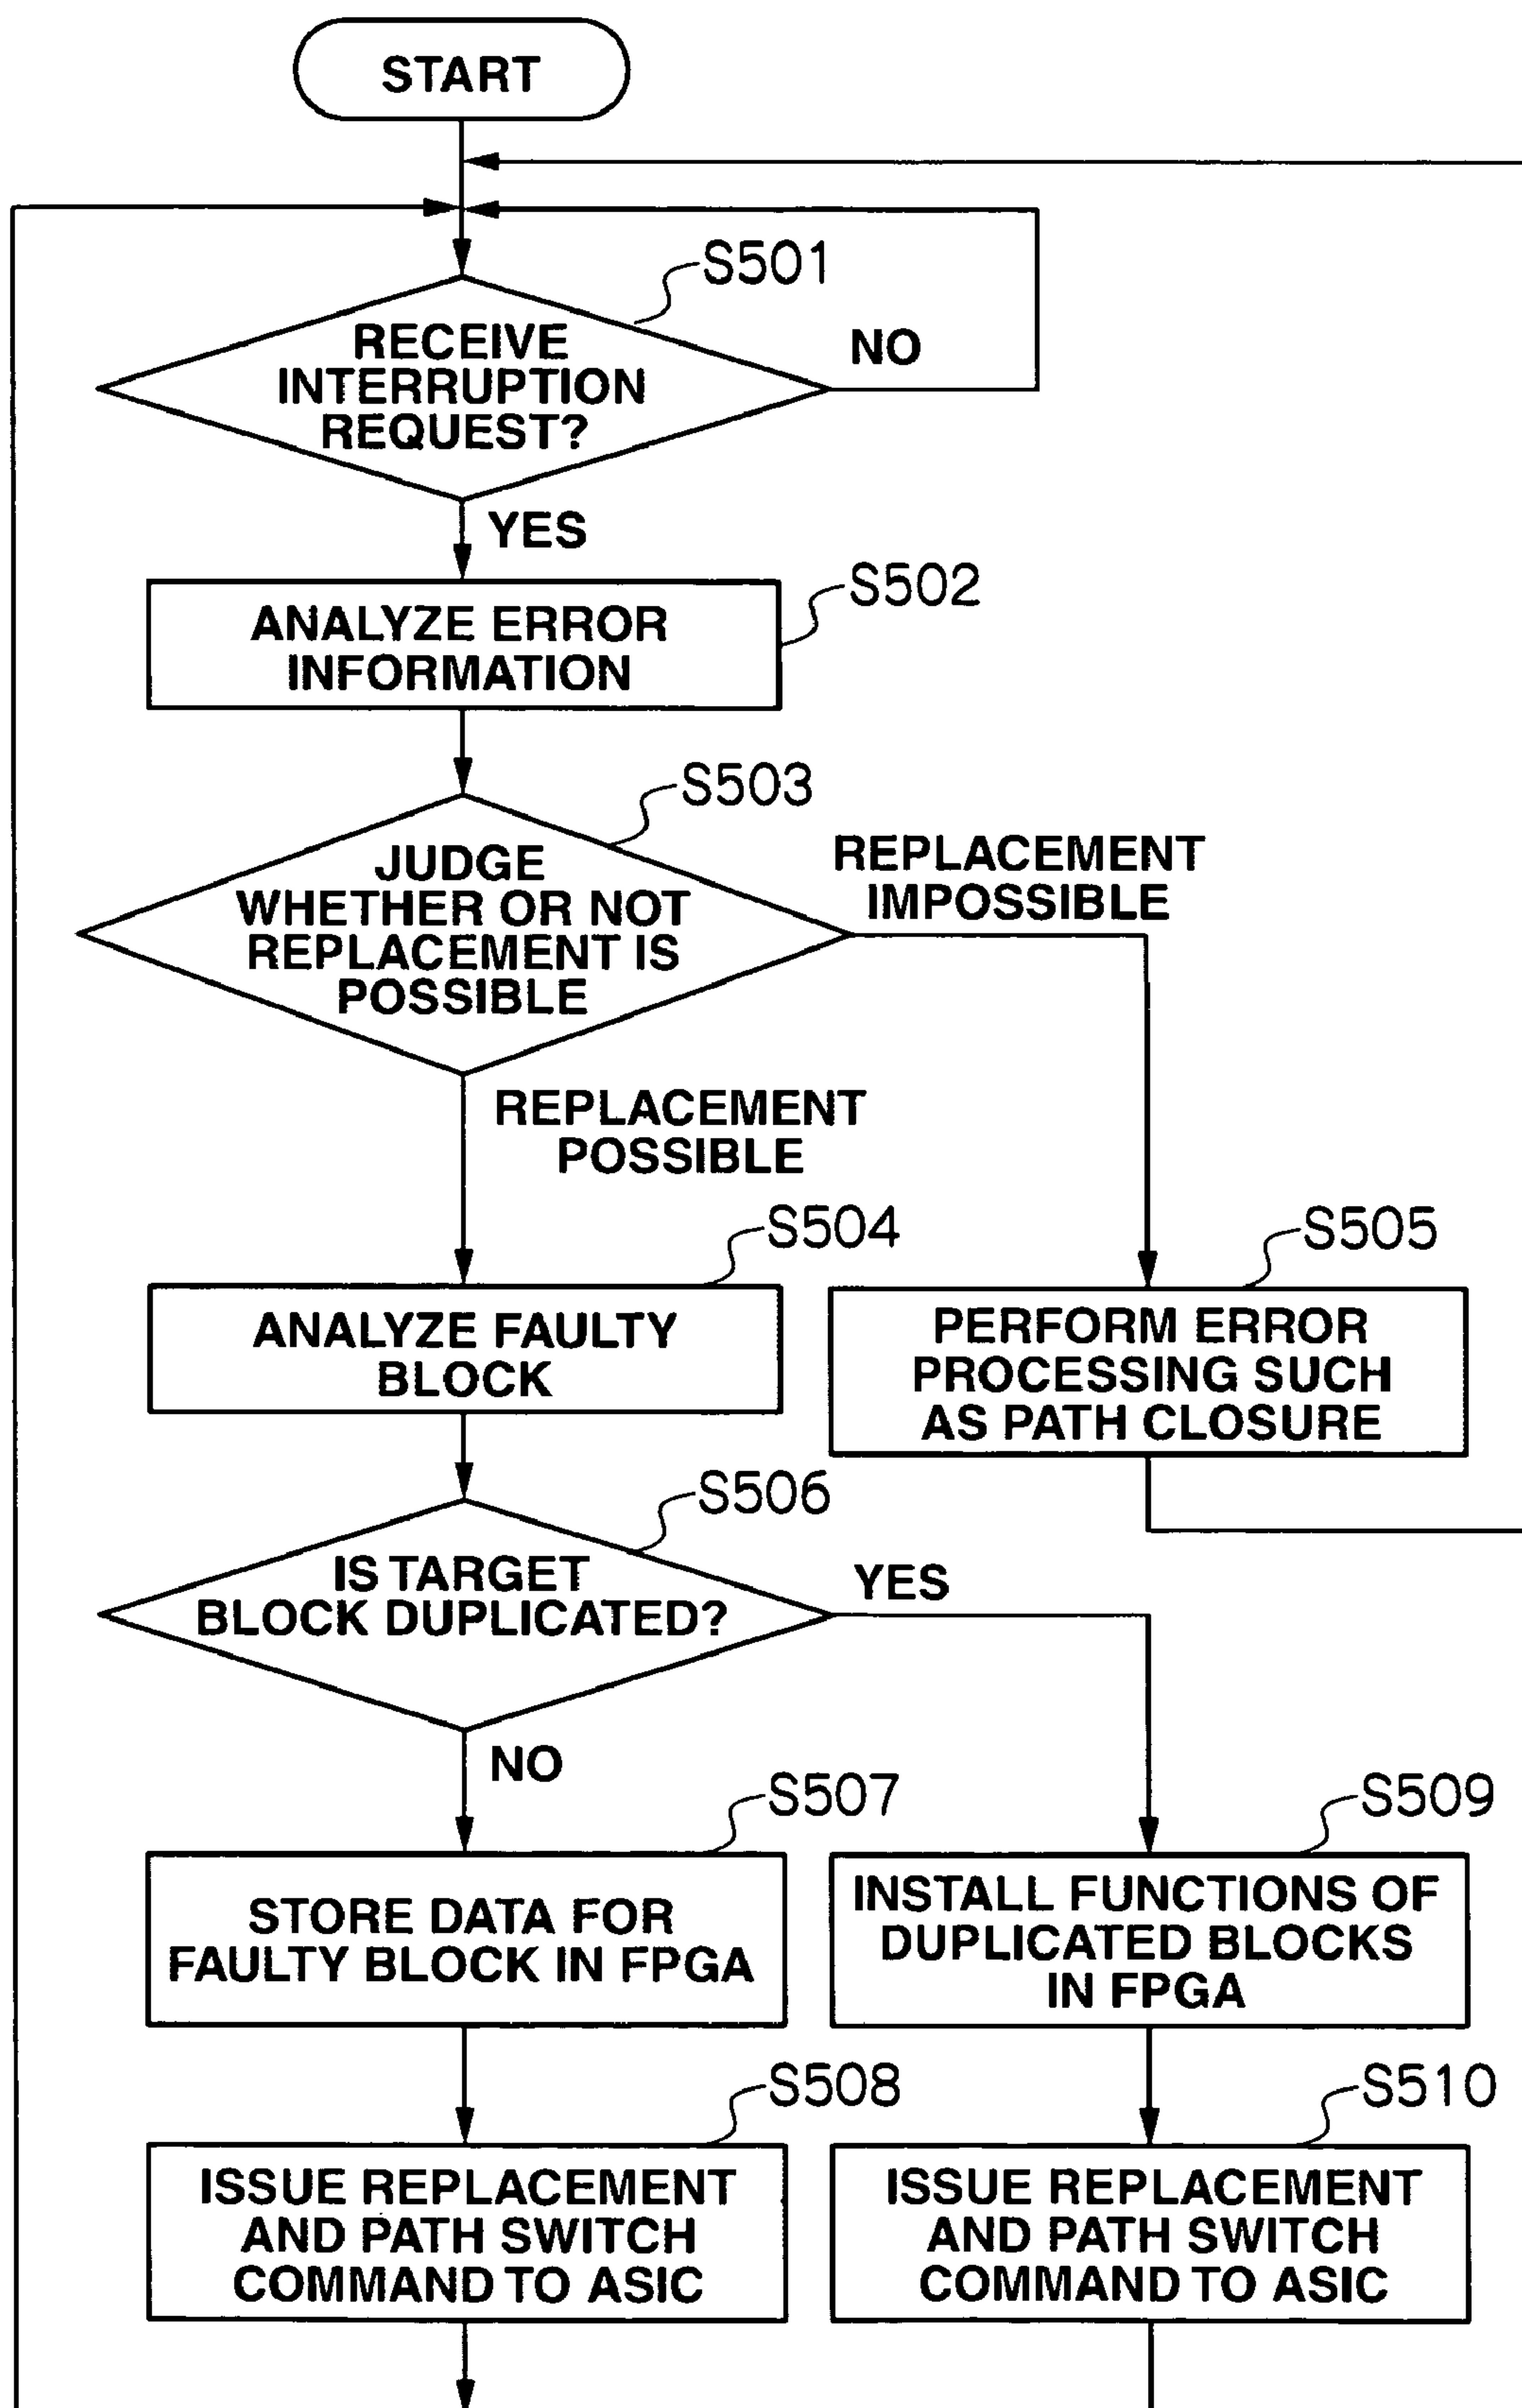 START
S501
RECEIVE
INTERRUPTION
REQUEST?
NO
YES
S502
ANALYZE ERROR
INFORMATION
S503
JUDGE
WHETHER OR NOT
REPLACEMENT IS
POSSIBLE
REPLACEMENT
IMPOSSIBLE
REPLACEMENT
POSSIBLE
S504
ANALYZE FAULTY
BLOCK
S505
PERFORM ERROR
PROCESSING SUCH
AS PATH CLOSURE
S506
IS TARGET
BLOCK DUPLICATED?
YES
NO
S507
STORE DATA FOR
FAULTY BLOCK IN FPGA
S509
INSTALL FUNCTIONS OF
DUPLICATED BLOCKS
IN FPGA
S508
ISSUE REPLACEMENT
AND PATH SWITCH
COMMAND TO ASIC
S510
ISSUE REPLACEMENT
AND PATH SWITCH
COMMAND TO ASIC